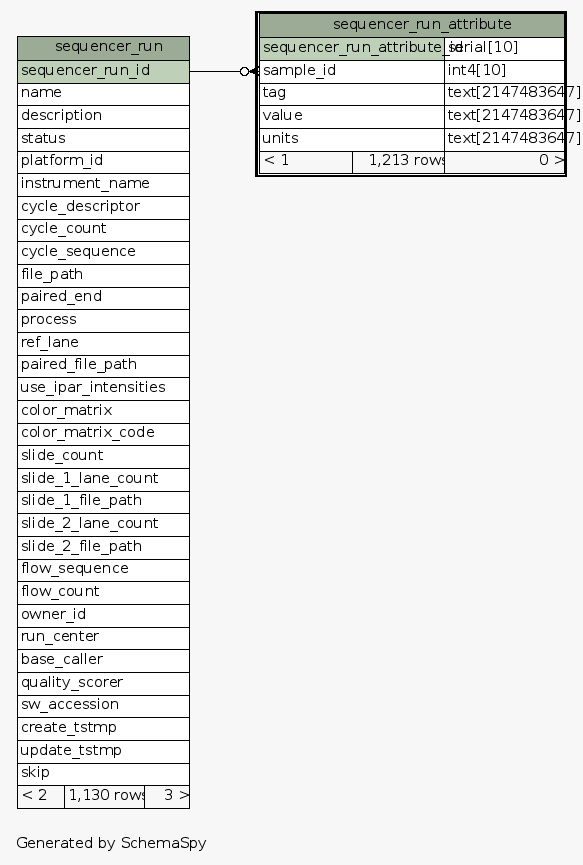 sequencer_run
sequencer_run_id
name
description
status
platform_id
instrument_name
cycle_descriptor
cycle_count
cycle_sequence
file_path
paired_end
process
ref_lane
paired_file_path
use_ipar_intensities
color_matrix
color_matrix_code
slide_count
slide_1_lane_count
slide_1_file_path
slide_2_lane_count
slide_2_file_path
flow_sequence
flow_count
owner_id
run_center
base_caller
quality_scorer
sw_accession
create_tstmp
update_tstmp
skip
< 2 1,130 rows 3 >
sequencer_run_attribute
sequencer_run_attribute_id serial[10]
sample_id int4[10]
tag text[2147483647]
value text[2147483647]
units text[2147483647]
< 1 1,213 rows 0 >
Generated by SchemaSpy